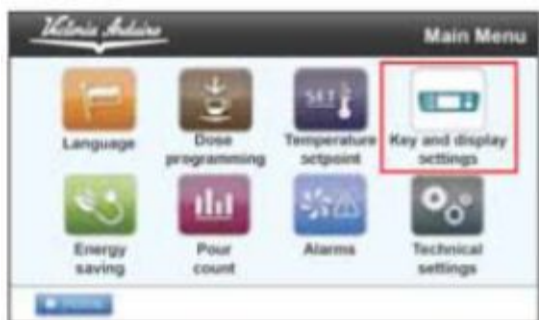 Victoria Arduino
Main Menu
Language
Dose
programming
Temperature
setpoint
Key and display
settings
Energy
saving
Pour
count
Alarms
Technical
settings